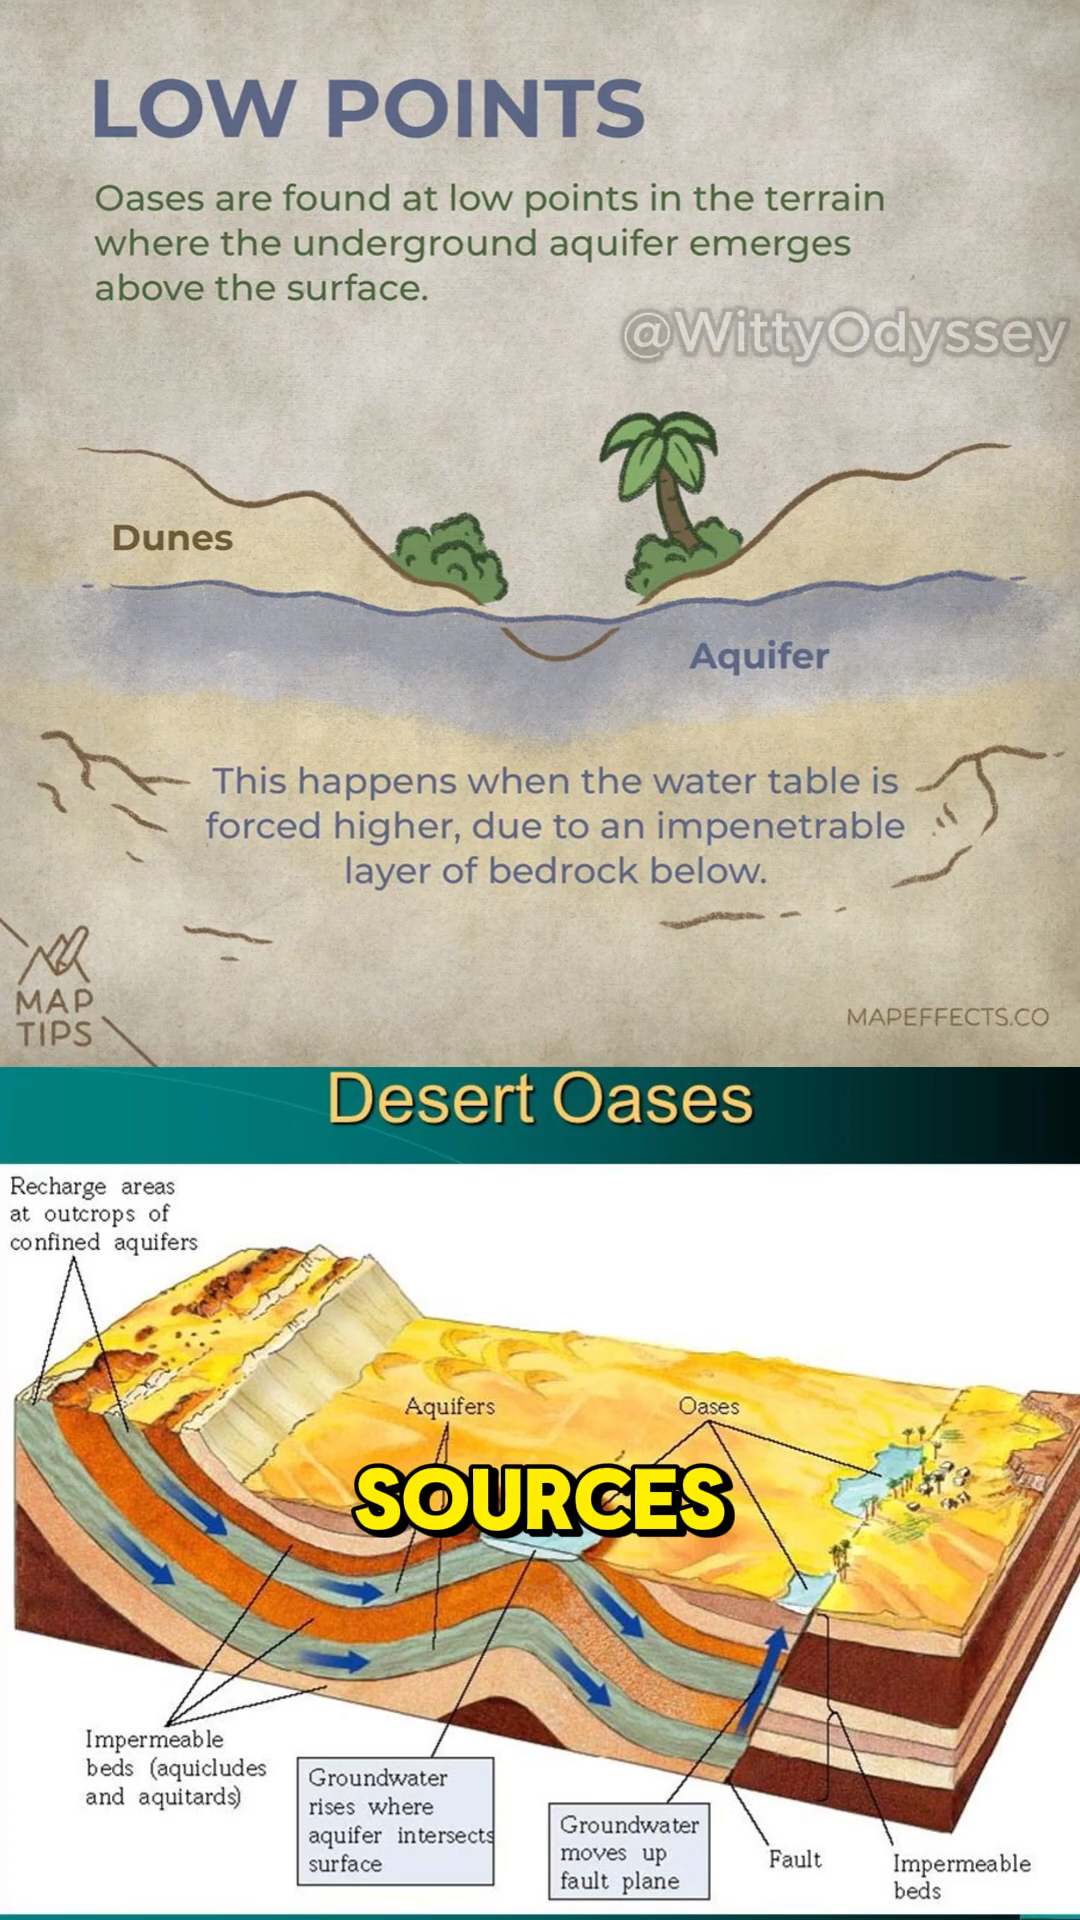 LOW POINTS
Oases are found at low points in the terrain
where the underground aquifer emerges
above the surface.
@WittyOdyssey
Dunes
Aquifer
This happens when the water table is
forced higher, due to an impenetrable
layer of bedrock below.
MAP
TIPS
MAPEFFECTS.CO
Desert Oases
Recharge areas
at outcrops of
confined aquifers
Aquifers
Oases
SOURCES
Impermeable
beds (aquicludes
and aquitards)
Groundwater
rises where
aquifer intersects
surface
Groundwater
moves up
fault plane
Fault
Impermeable
beds